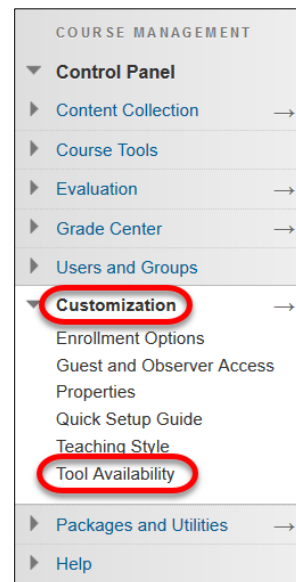 COURSE MANAGEMENT
Control Panel
Content Collection
Course Tools
Evaluation
Grade Center
Users and Groups
Customization
Enrollment Options
Guest and Observer Access
Properties
Quick Setup Guide
Teaching Style
Tool Availability
Packages and Utilities
Help